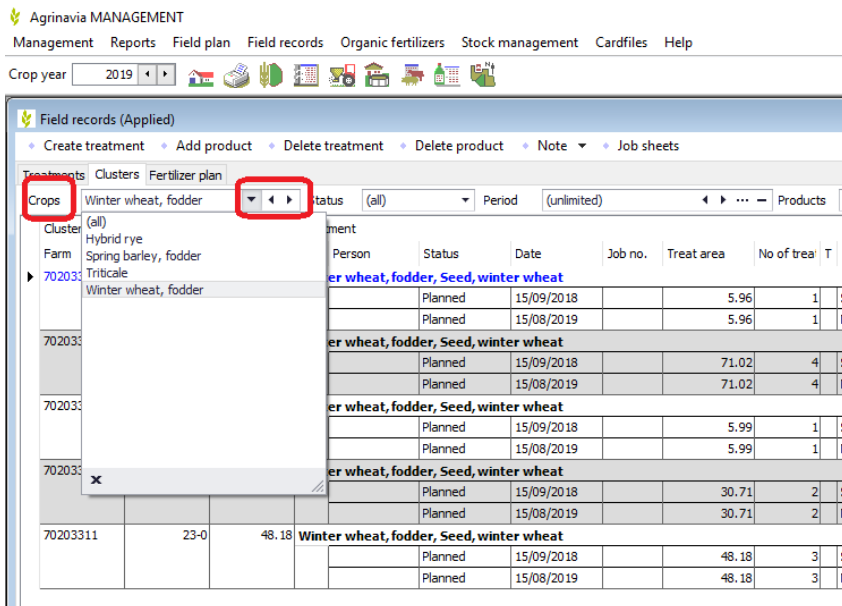 Agrinavia MANAGEMENT
Management Reports Field plan Field records Organic fertilizers Stock management Cardfiles Help
Crop year 2019
Field records (Applied)
Create treatment Add product Delete treatment Delete product Note Job sheets
Treatments Clusters Fertilizer plan
Crops Winter wheat, fodder Status (all) Period (unlimited) Products
(all)
Hybrid rye
Spring barley, fodder
Triticale
Winter wheat, fodder
Farm Person Status Date Job no. Treat area No of treat T
er wheat, fodder, Seed, winter wheat
Planned 15/09/2018 5.96 1
Planned 15/08/2019 5.96 1
er wheat, fodder, Seed, winter wheat
Planned 15/09/2018 71.02 4
Planned 15/08/2019 71.02 4
er wheat, fodder, Seed, winter wheat
Planned 15/09/2018 5.99 1
Planned 15/08/2019 5.99 1
er wheat, fodder, Seed, winter wheat
Planned 15/09/2018 30.71 2
Planned 15/08/2019 30.71 2
70203311 23-0 48.18 Winter wheat, fodder, Seed, winter wheat
Planned 15/09/2018 48.18 3
Planned 15/08/2019 48.18 3